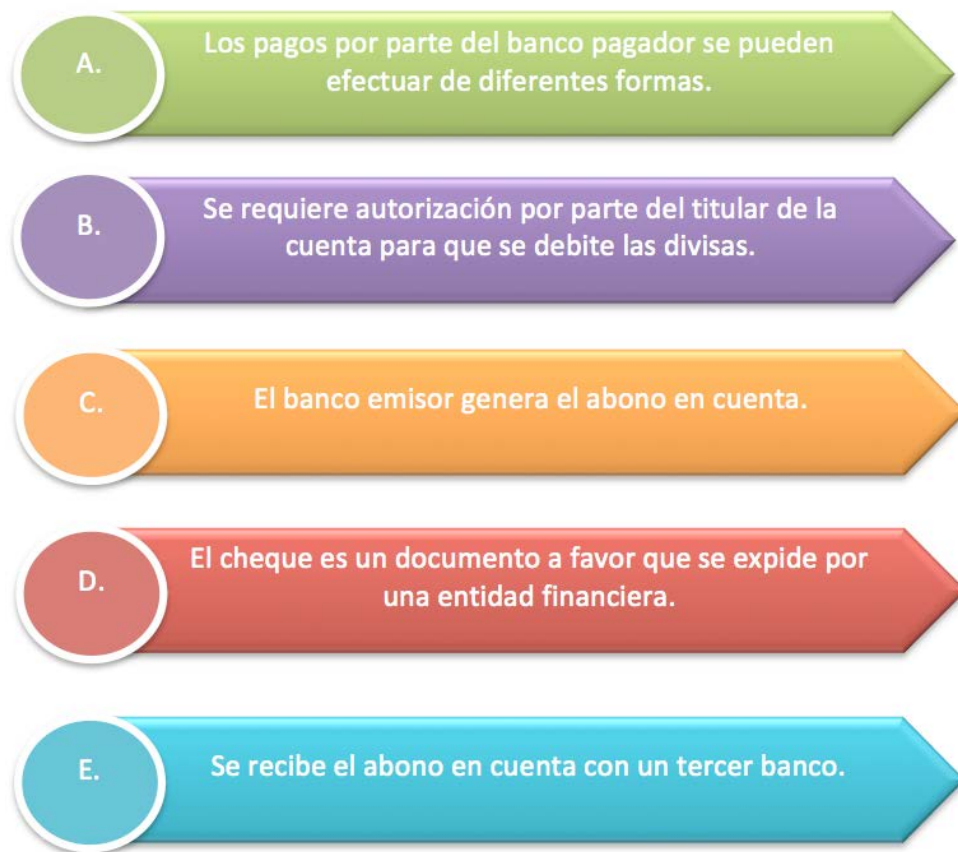 A.
Los pagos por parte del banco pagador se pueden
efectuar de diferentes formas.
B.
Se requiere autorización por parte del titular de la
cuenta para que se debite las divisas.
C.
El banco emisor genera el abono en cuenta.
D.
El cheque es un documento a favor que se expide por
una entidad financiera.
E.
Se recibe el abono en cuenta con un tercer banco.